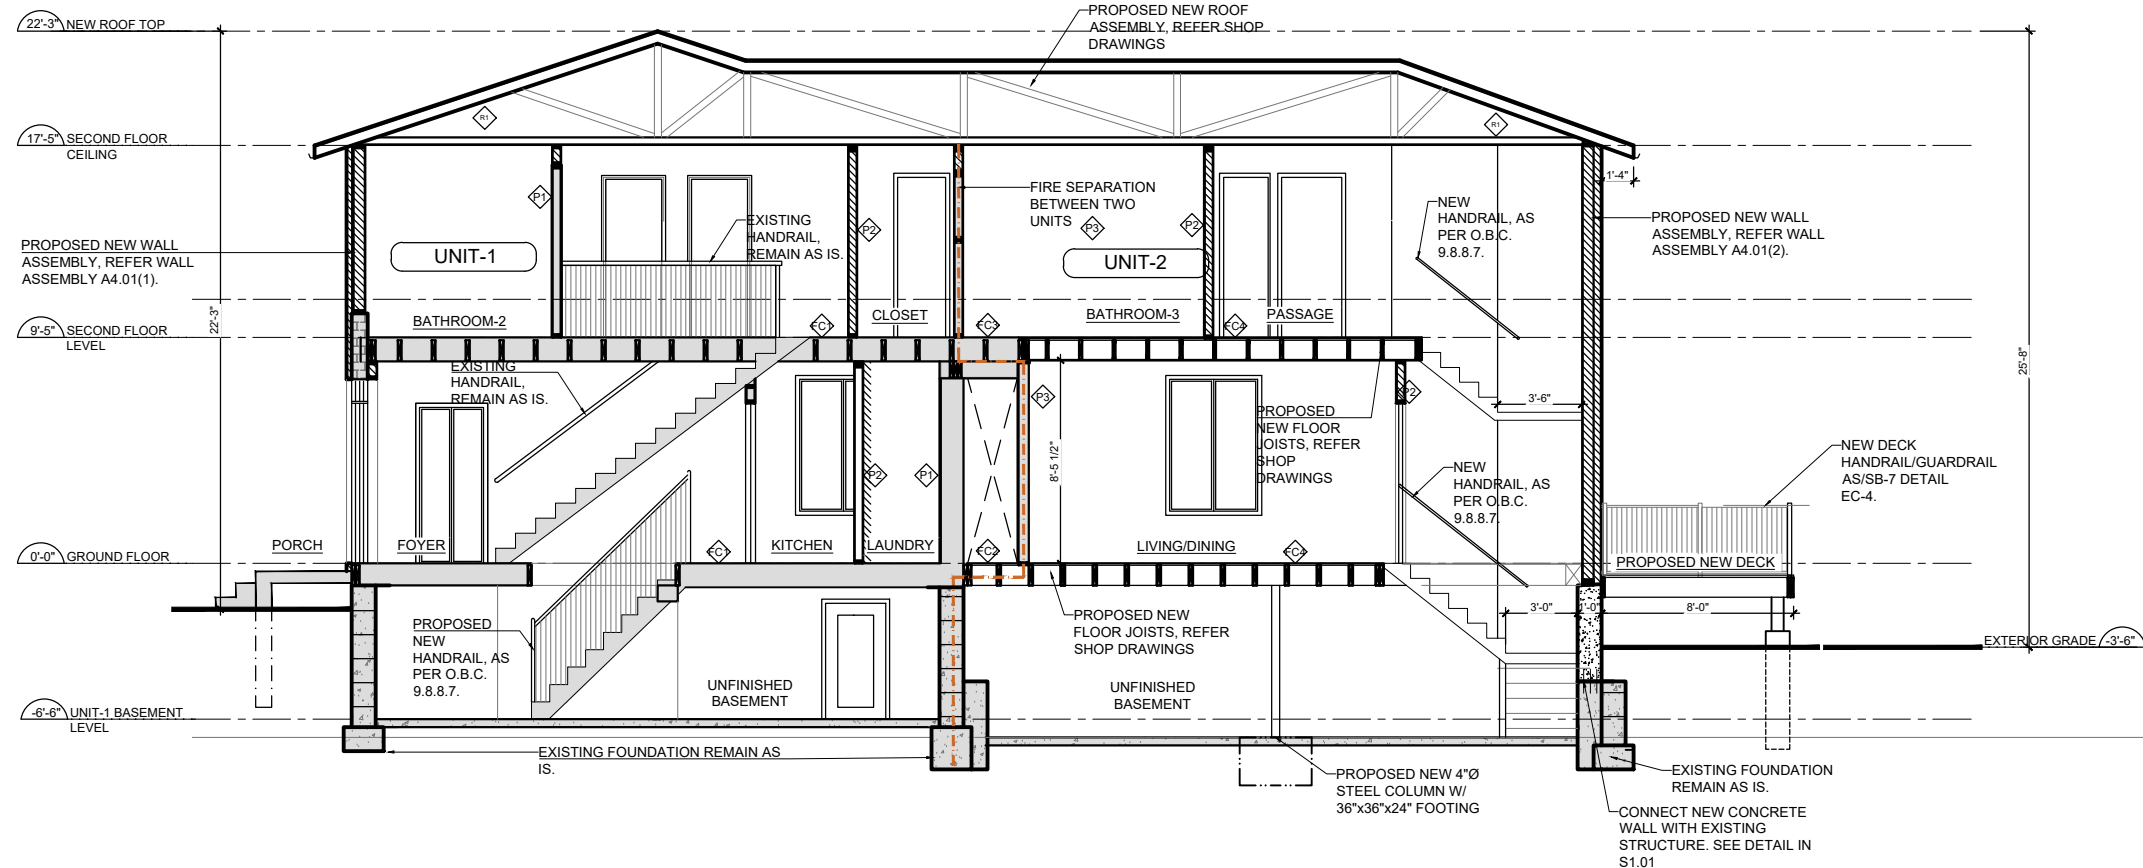 22'-3" NEW ROOF TOP
PROPOSED NEW ROOF
ASSEMBLY, REFER SHOP
DRAWINGS
R1
R1
17'-5" SECOND FLOOR
CEILING
1'-4"
P1
FIRE SEPARATION
BETWEEN TWO
UNITS
P3
P2
P2
EXISTING
HANDRAIL,
REMAIN AS IS.
NEW
HANDRAIL, AS
PER O.B.C.
9.8.8.7.
PROPOSED NEW WALL
ASSEMBLY, REFER WALL
ASSEMBLY A4.01(1).
PROPOSED NEW WALL
ASSEMBLY, REFER WALL
ASSEMBLY A4.01(2).
UNIT-1
UNIT-2
22'-3"
25'-8"
BATHROOM-2
FC1
CLOSET
FC3
BATHROOM-3
FC4
PASSAGE
9'-5" SECOND FLOOR
LEVEL
EXISTING
HANDRAIL,
REMAIN AS IS.
P3
P2
3'-6"
PROPOSED
NEW FLOOR
JOISTS, REFER
SHOP
DRAWINGS
8'-5 1/2"
P2
P1
NEW
HANDRAIL, AS
PER O.B.C.
9.8.8.7.
NEW DECK
HANDRAIL/GUARDRAIL
AS/SB-7 DETAIL
EC-4.
0'-0" GROUND FLOOR
PORCH
FOYER
FC1
KITCHEN
LAUNDRY
FC2
LIVING/DINING
FC4
PROPOSED NEW DECK
3'-0"
1'-0"
8'-0"
PROPOSED
NEW
HANDRAIL, AS
PER O.B.C.
9.8.8.7.
PROPOSED NEW
FLOOR JOISTS, REFER
SHOP DRAWINGS
EXTERIOR GRADE -3'-6"
UNFINISHED
BASEMENT
UNFINISHED
BASEMENT
-6'-6" UNIT-1 BASEMENT
LEVEL
EXISTING FOUNDATION REMAIN AS
IS.
PROPOSED NEW 4"Ø
STEEL COLUMN W/
36"x36"x24" FOOTING
EXISTING FOUNDATION
REMAIN AS IS.
CONNECT NEW CONCRETE
WALL WITH EXISTING
STRUCTURE. SEE DETAIL IN
S1.01